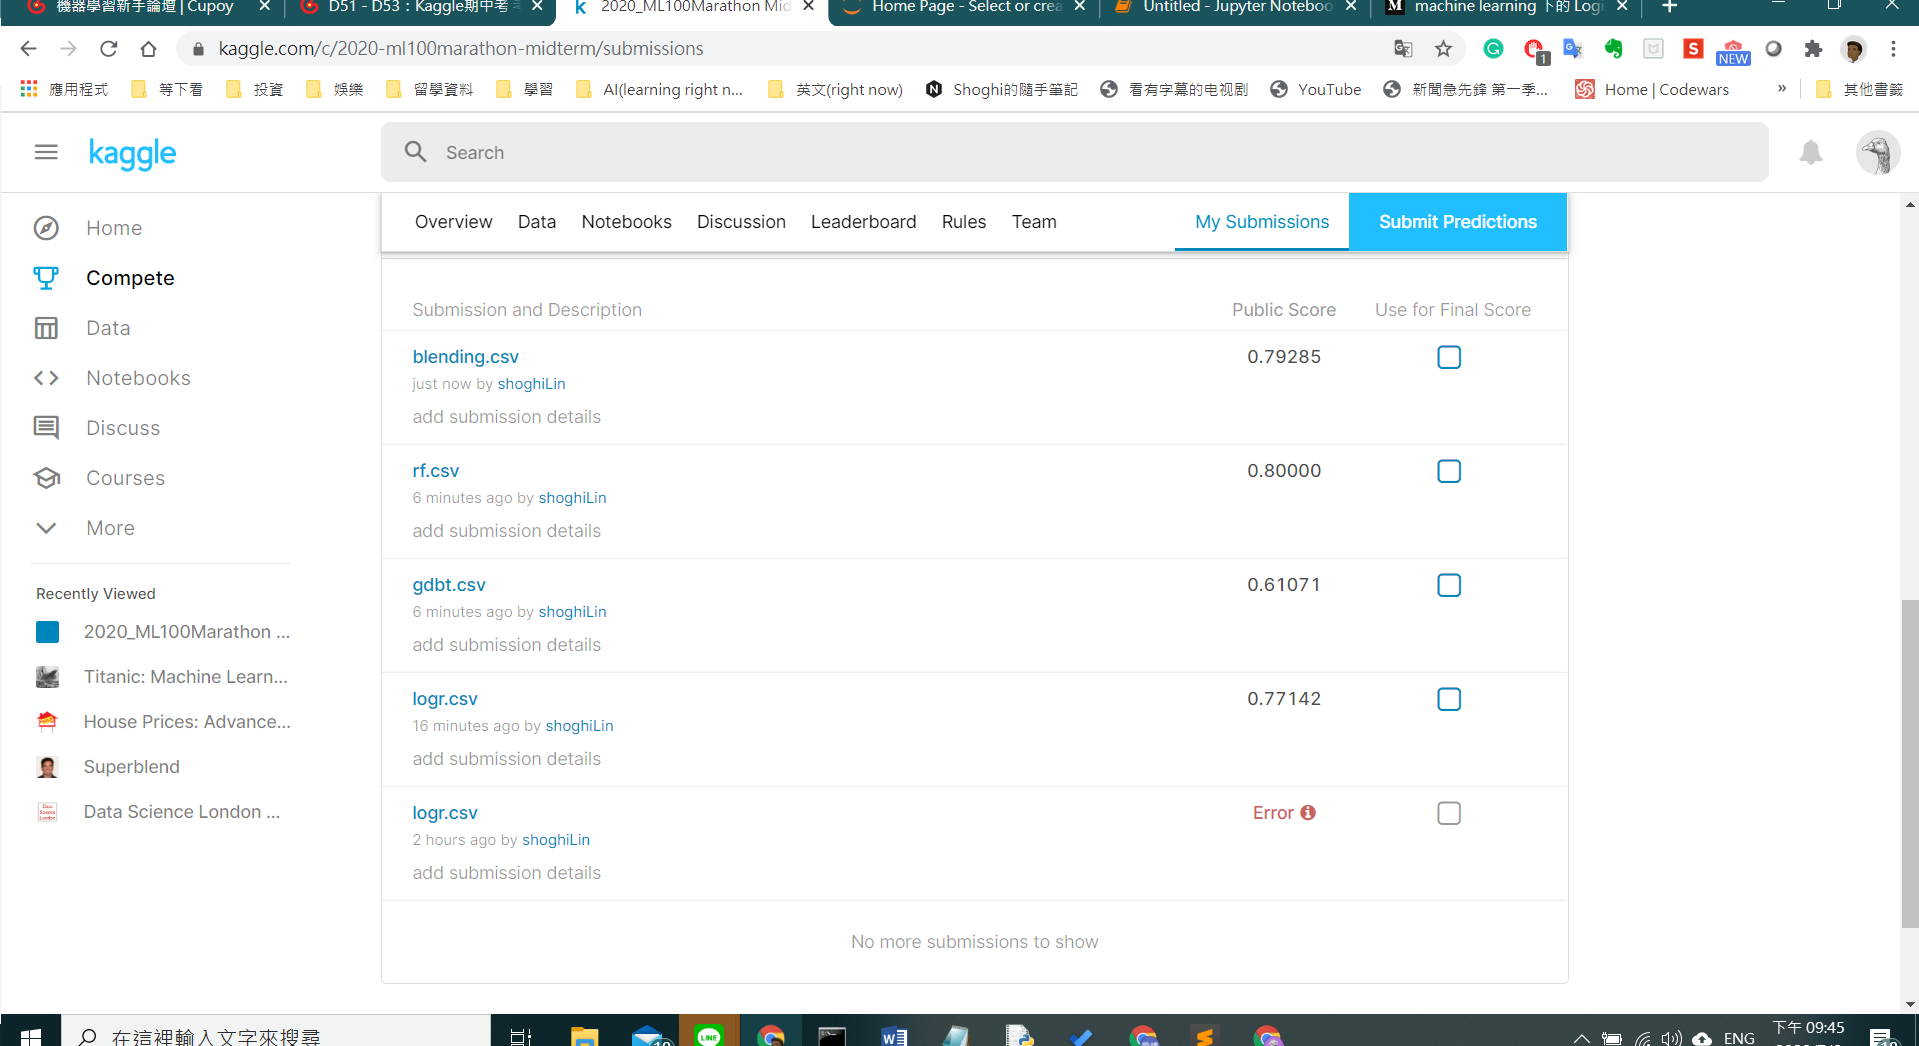 機器學習新手論壇 | Cupoy
D51 - D53：Kaggle期中考
2020_ML100Marathon Mid
Home Page - Select or crea
Untitled - Jupyter Noteboo
machine learning 下的 Logi
kaggle.com/c/2020-ml100marathon-midterm/submissions
1
NEW
應用程式
等下看
投資
娛樂
留學資料
學習
AI(learning right n...
英文(right now)
Shoghi的隨手筆記
看有字幕的电视剧
YouTube
新聞急先鋒 第一季...
Home | Codewars
»
其他書籤
kaggle
Search
Home
Compete
Data
Notebooks
Discuss
Courses
More
Recently Viewed
2020_ML100Marathon ...
Titanic: Machine Learn...
House Prices: Advance...
Superblend
Data Science London ...
Overview Data Notebooks Discussion Leaderboard Rules Team My Submissions Submit Predictions
Submission and Description Public Score Use for Final Score
blending.csv 0.79285
just now by shoghiLin
add submission details
rf.csv 0.80000
6 minutes ago by shoghiLin
add submission details
gdbt.csv 0.61071
6 minutes ago by shoghiLin
add submission details
logr.csv 0.77142
16 minutes ago by shoghiLin
add submission details
logr.csv Error
2 hours ago by shoghiLin
add submission details
No more submissions to show
在這裡輸入文字來搜尋
LINE
ENG
下午 09:45